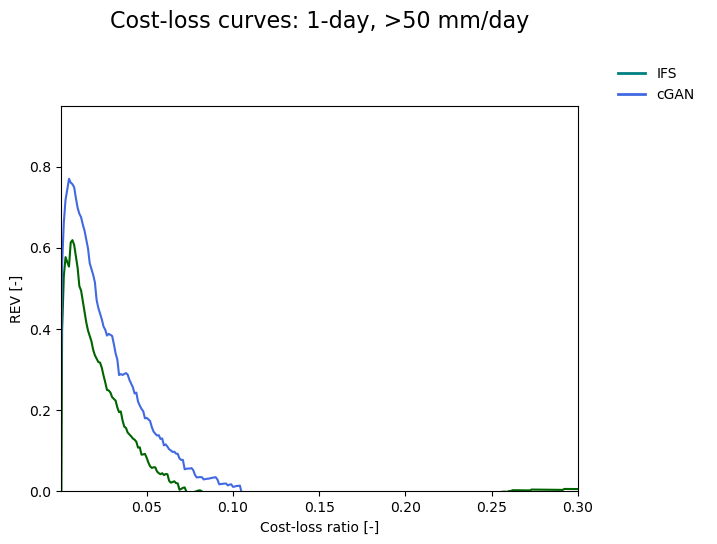 Cost-loss curves: 1-day, >50 mm/day
IFS
cGAN
0.8
0.6
0.4
0.2
0.0
REV [-]
0.05
0.10
0.15
0.20
0.25
0.30
Cost-loss ratio [-]